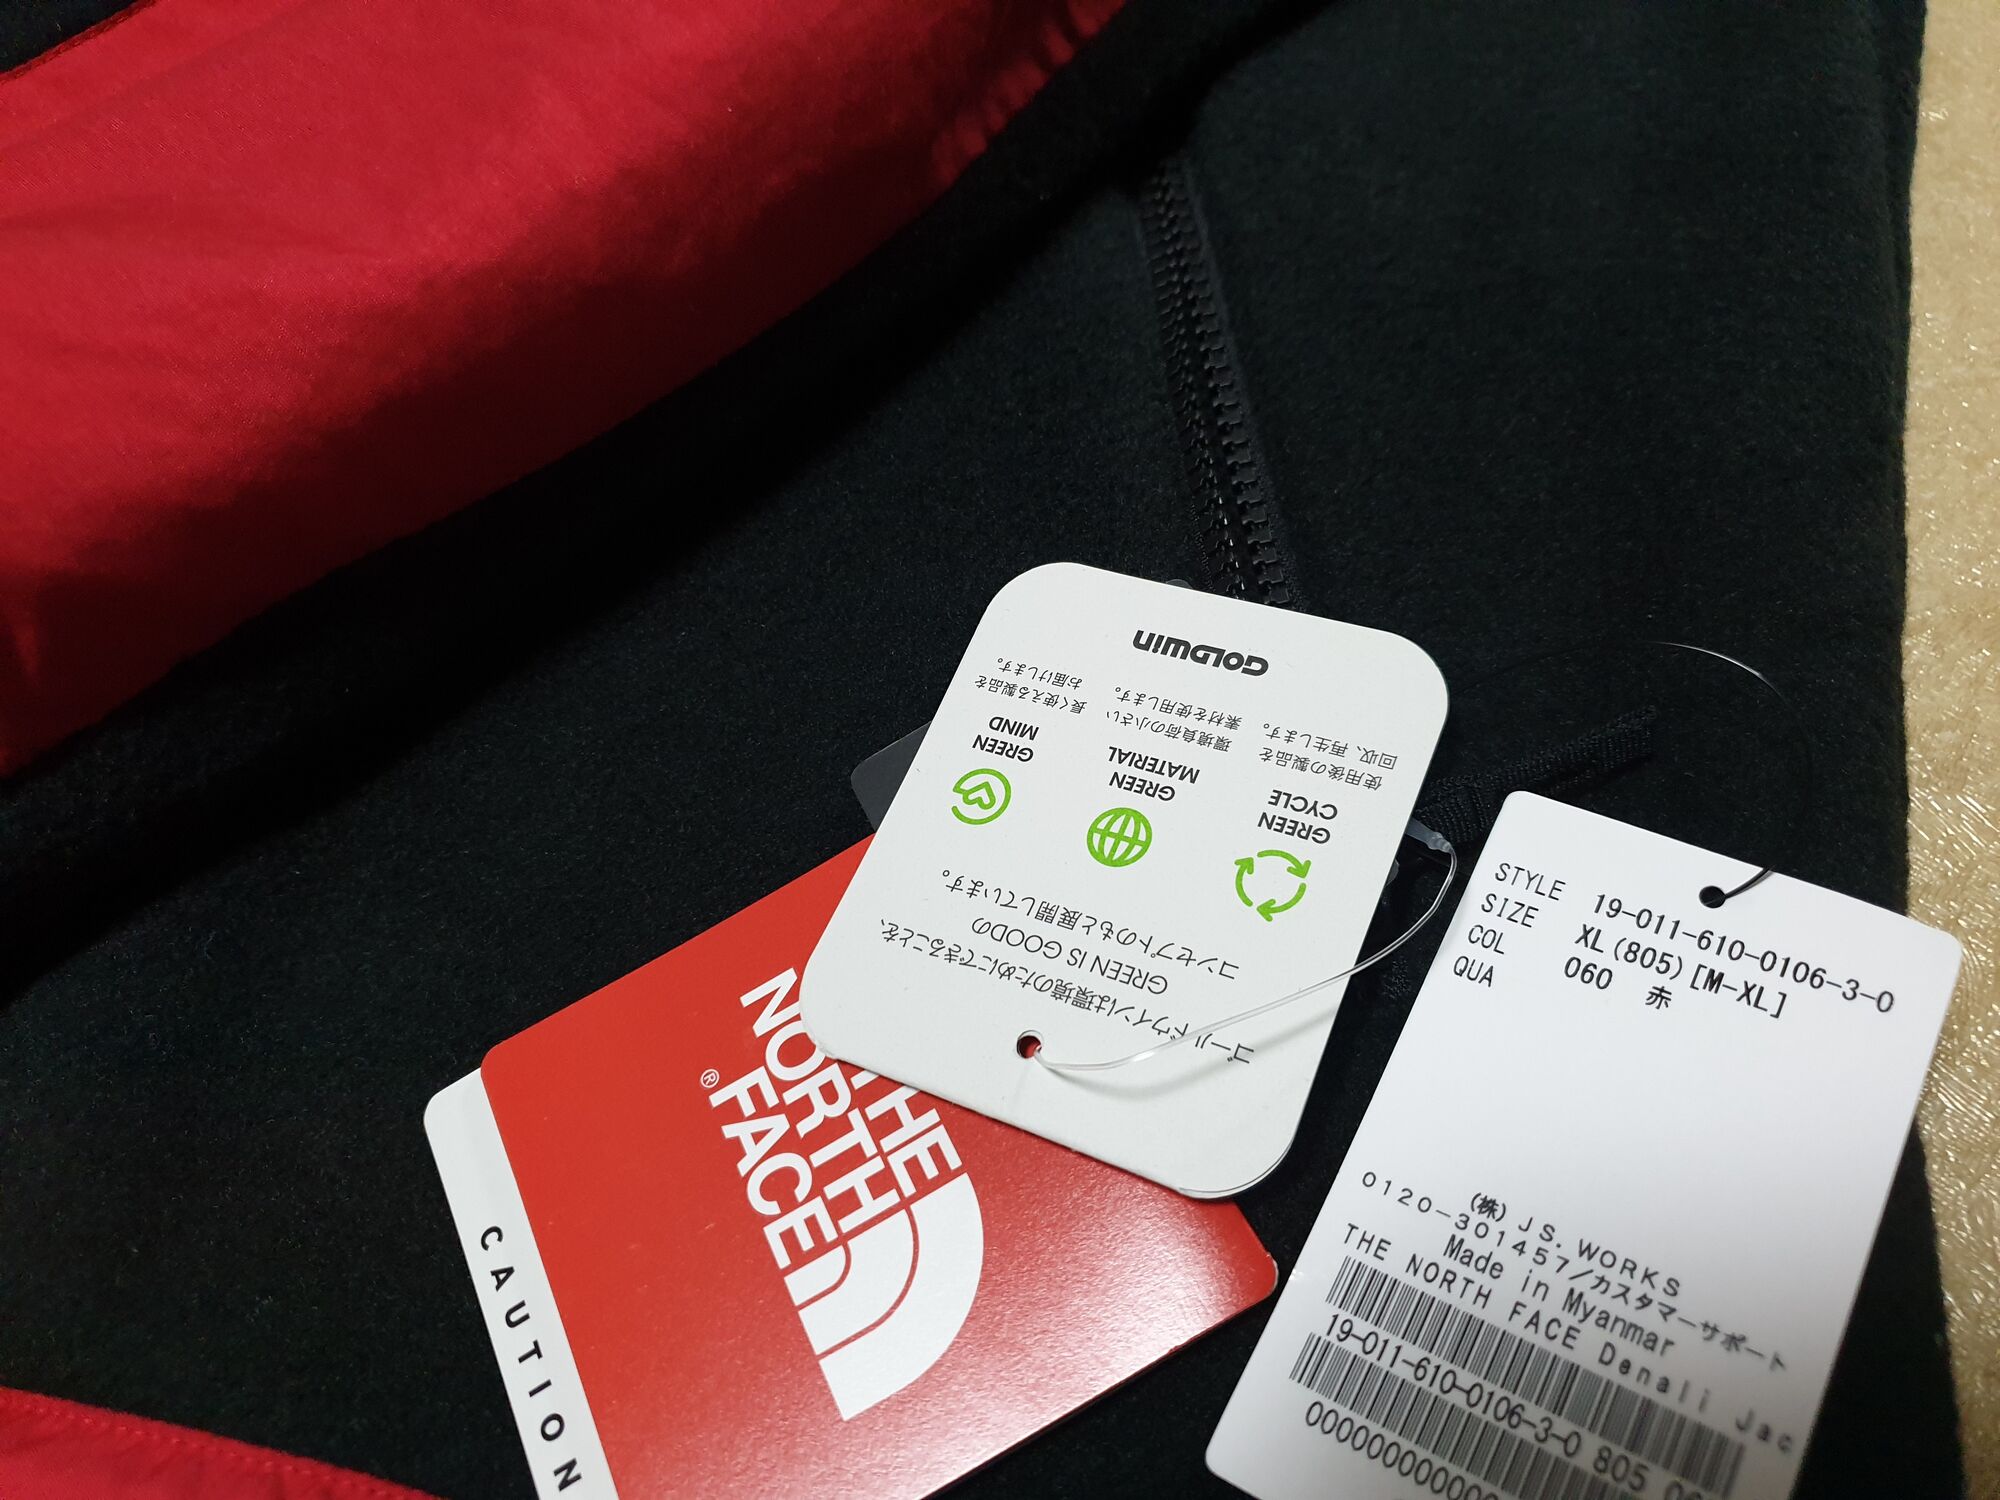 GOLDWIN
ゴールドウインは環境のためにできることを、
GREEN IS GOODの
コンセプトのもと展開しています。
GREEN
CYCLE
使用後の製品を
回収、再生します。
GREEN
MATERIAL
環境負荷の小さい
素材を使用します。
GREEN
MIND
長く使える製品を
お届けします。
THE
NORTH
FACE
®
CAUTION
STYLE 19-011-610-0106-3-0
SIZE XL(805)[M-XL]
COL 060 赤
QUA
(株)JS.WORKS
0120-301457/カスタマーサポート
Made in Myanmar
THE NORTH FACE Denali Jac
19-011-610-0106-3-0 805